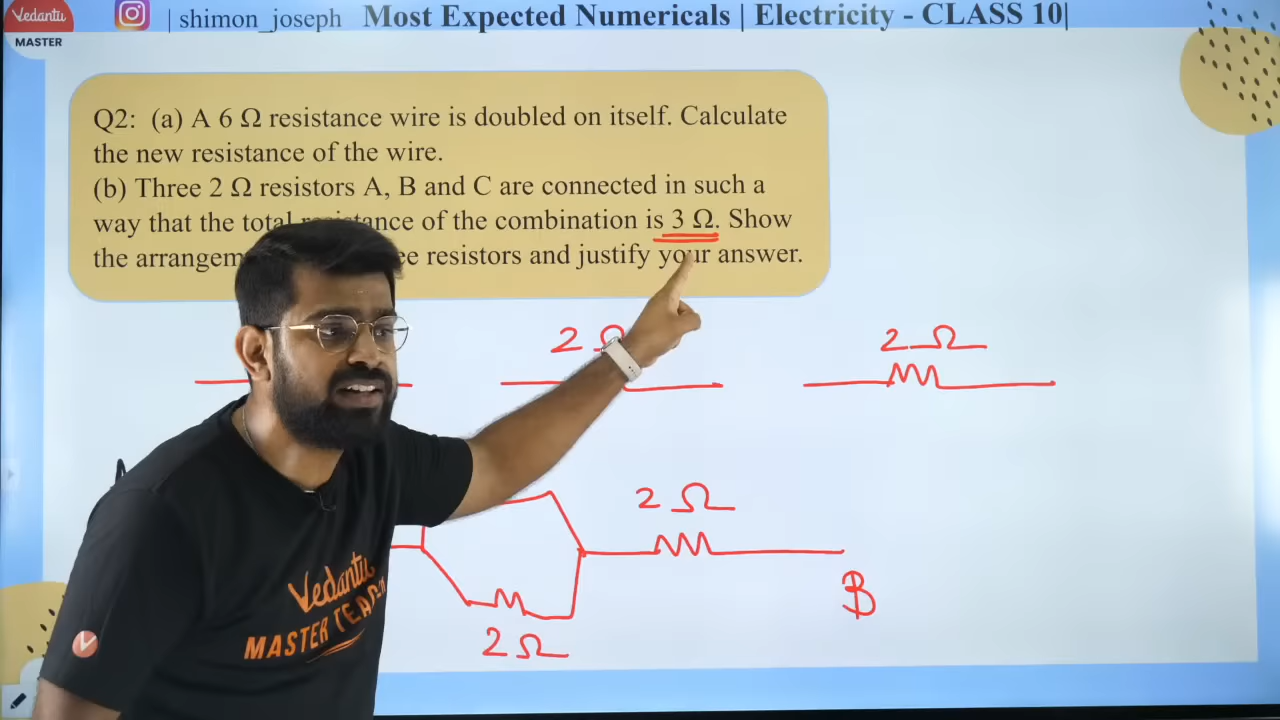 Vedantu
MASTER
| shimon_joseph
Most Expected Numericals | Electricity - CLASS 10|
Q2: (a) A 6 Ω resistance wire is doubled on itself. Calculate
the new resistance of the wire.
(b) Three 2 Ω resistors A, B and C are connected in such a
way that the total of the combination is 3 Ω. Show
the resistors and justify your answer.
2 Ω
2 Ω
2 Ω
2 Ω
B
Vedantu
MASTER